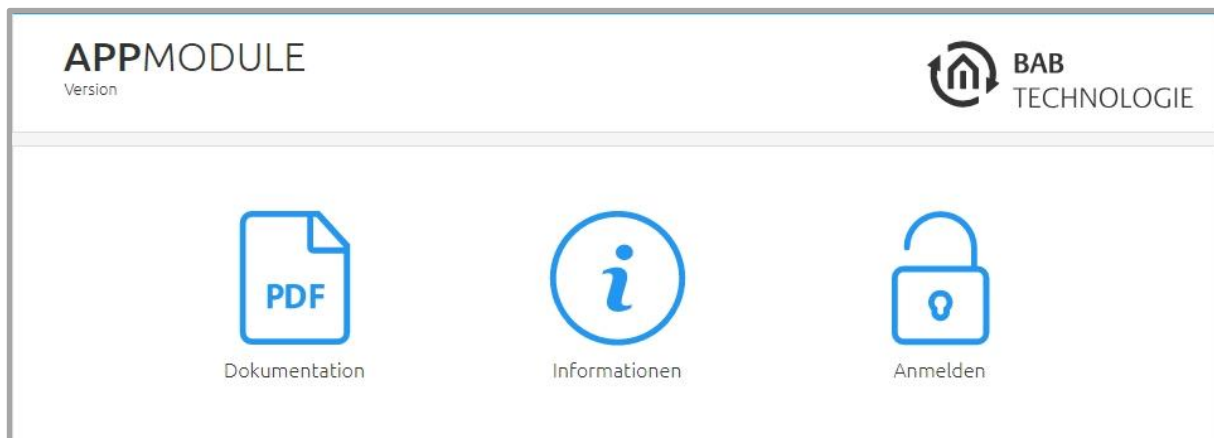 APPMODULE
Version
BAB
TECHNOLOGIE
PDF
i
Dokumentation
Informationen
Anmelden